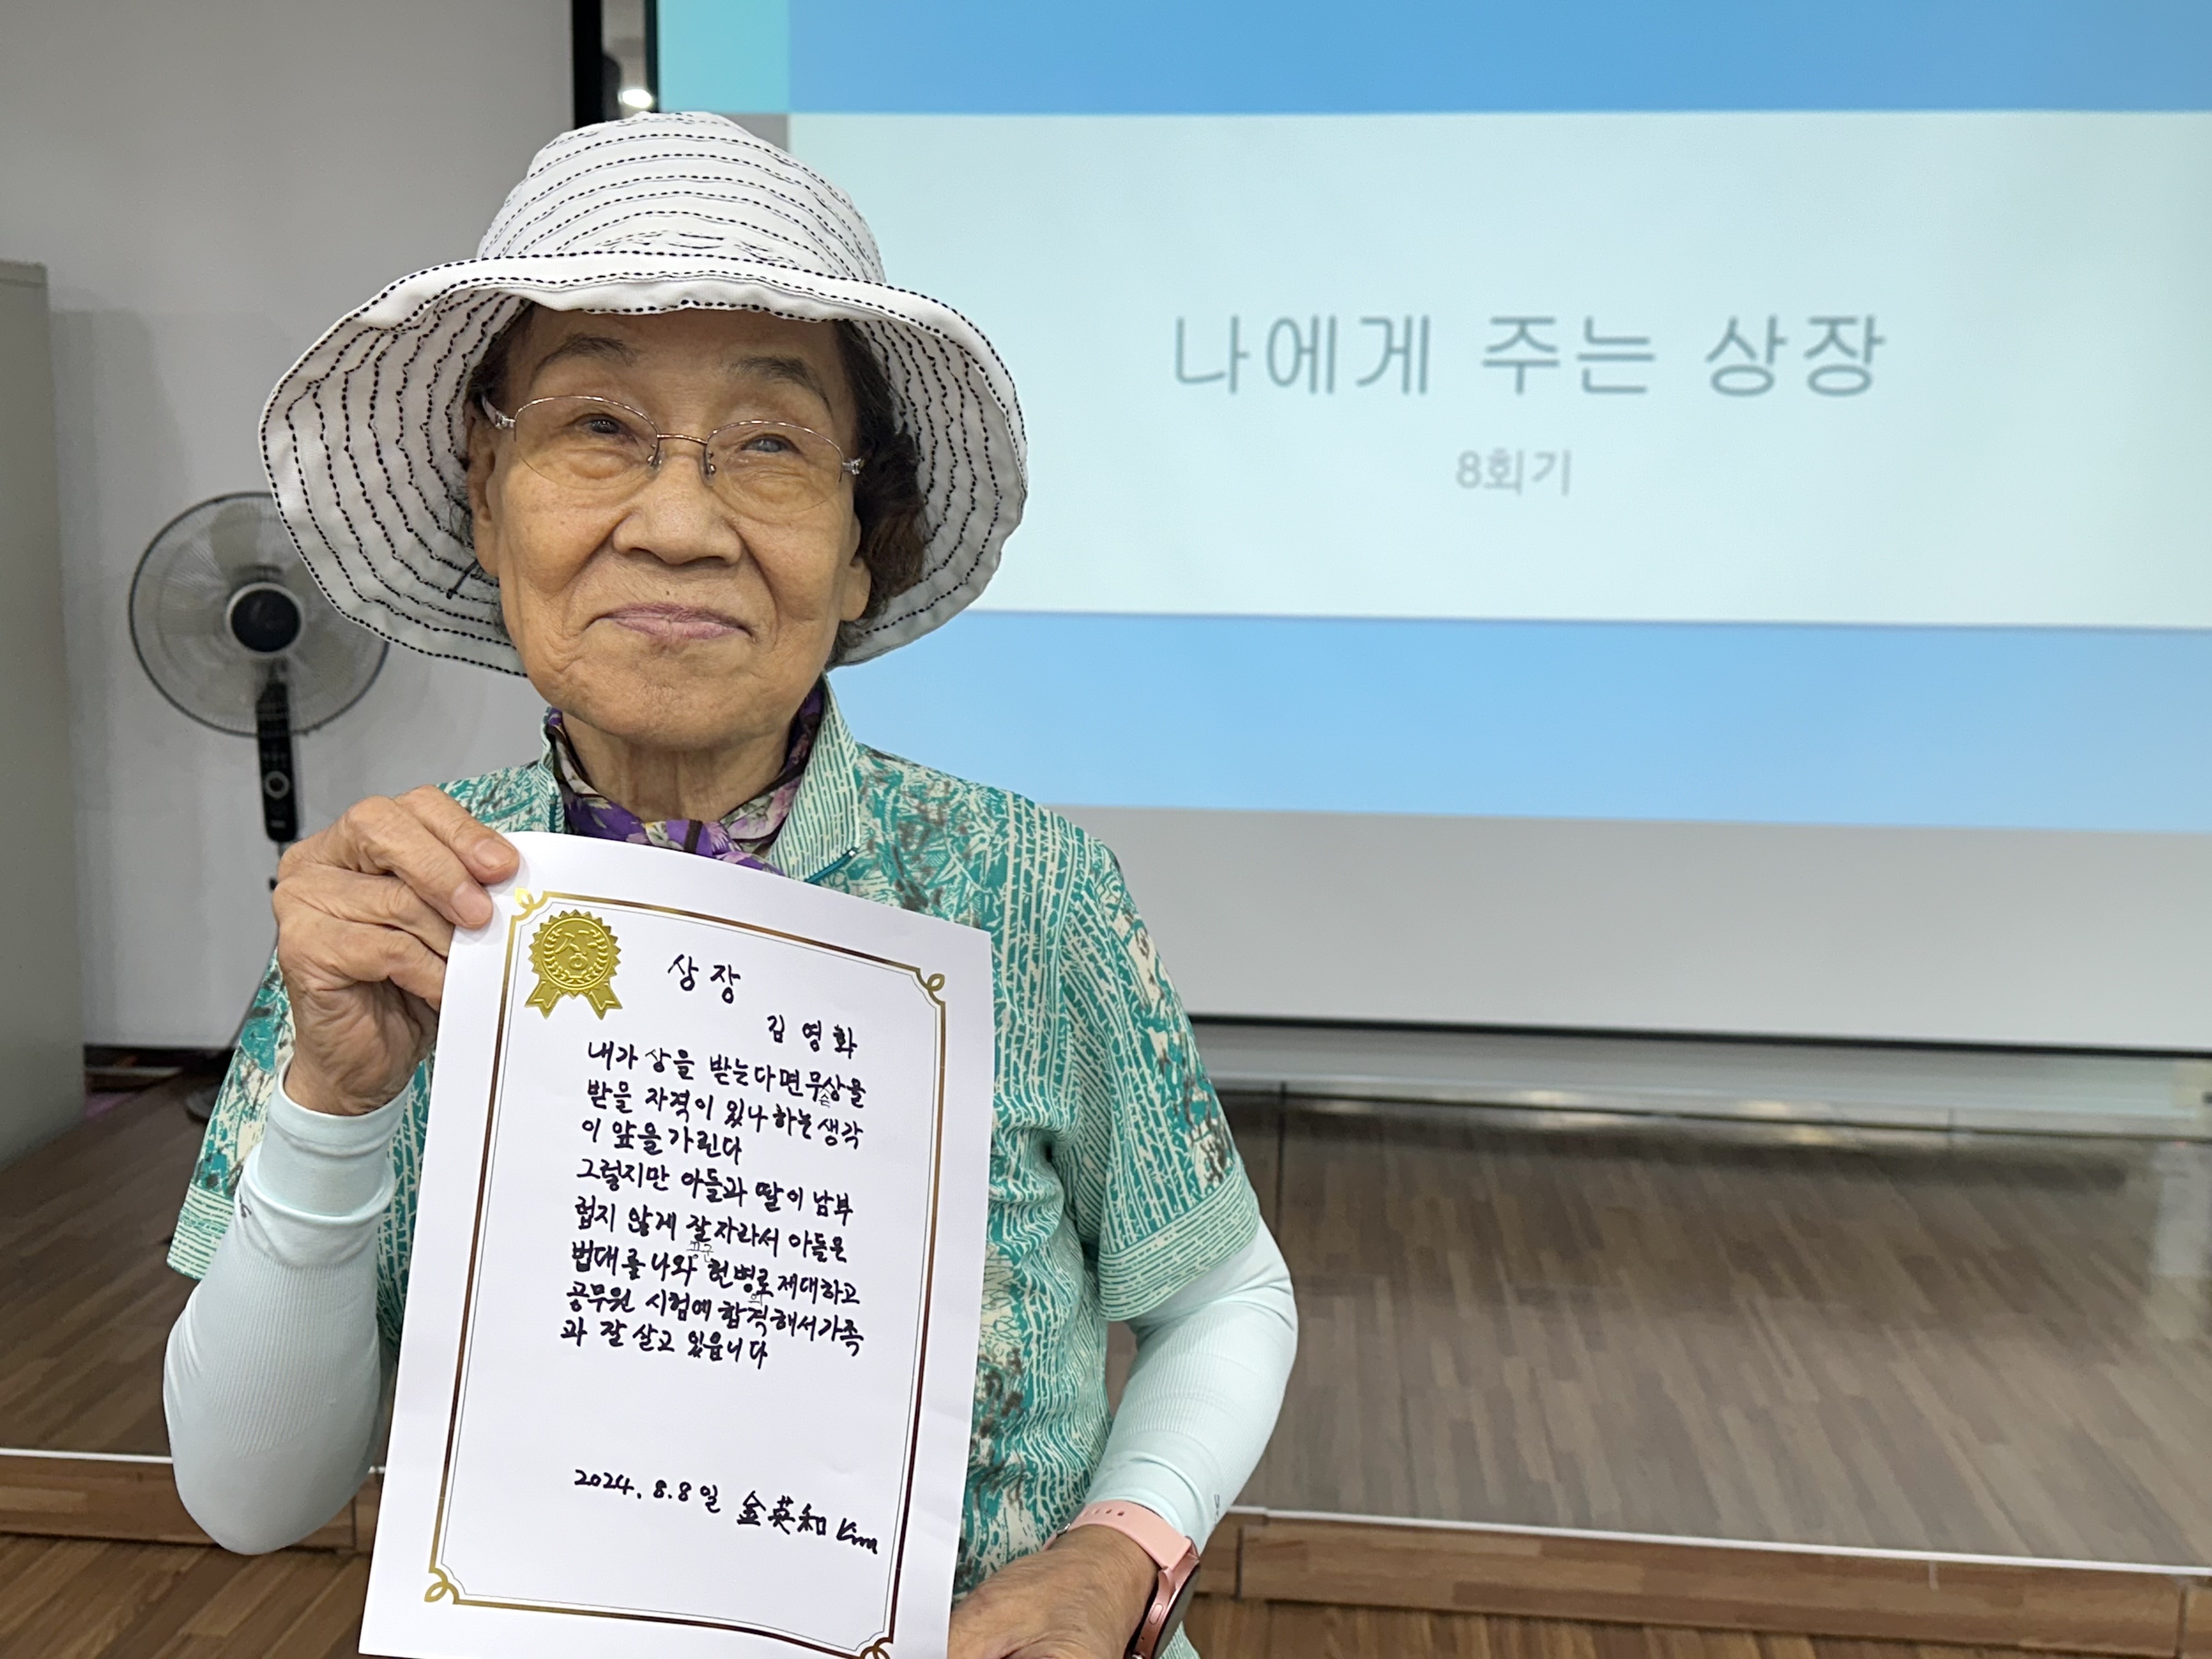 나에게 주는 상장
8회기
상
상장
김영화
내가 상을 받는다면 무슨 상을
받을 자격이 있나 하는 생각
이 앞을 가린다
그렇지만 아들과 딸이 남부
럽지 않게 잘 자라서 아들은
법대를 나와 헌병로 제대하고
공무원 시험에 합격해서 가족
과 잘 살고 있읍니다
2024. 8. 8일 金英和 Kim